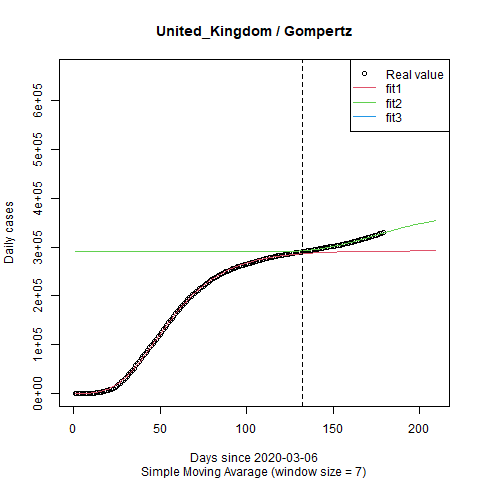 United_Kingdom / Gompertz
Real value
fit1
fit2
fit3
Daily cases
6e+05
5e+05
4e+05
3e+05
2e+05
1e+05
0e+00
0 50 100 150 200
Days since 2020-03-06
Simple Moving Avarage (window size = 7)